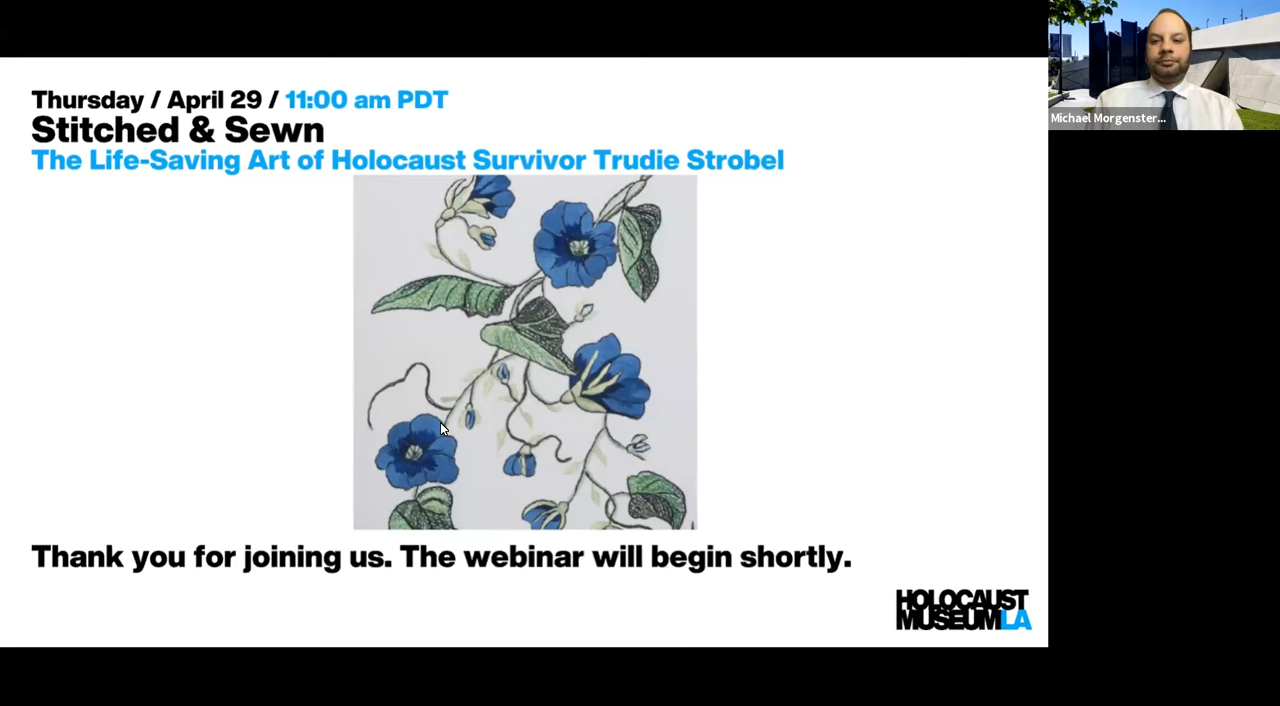 Thursday / April 29 / 11:00 am PDT
Stitched & Sewn
The Life-Saving Art of Holocaust Survivor Trudie Strobel
Michael Morgenster...
Thank you for joining us. The webinar will begin shortly.
HOLOCAUST
MUSEUMLA